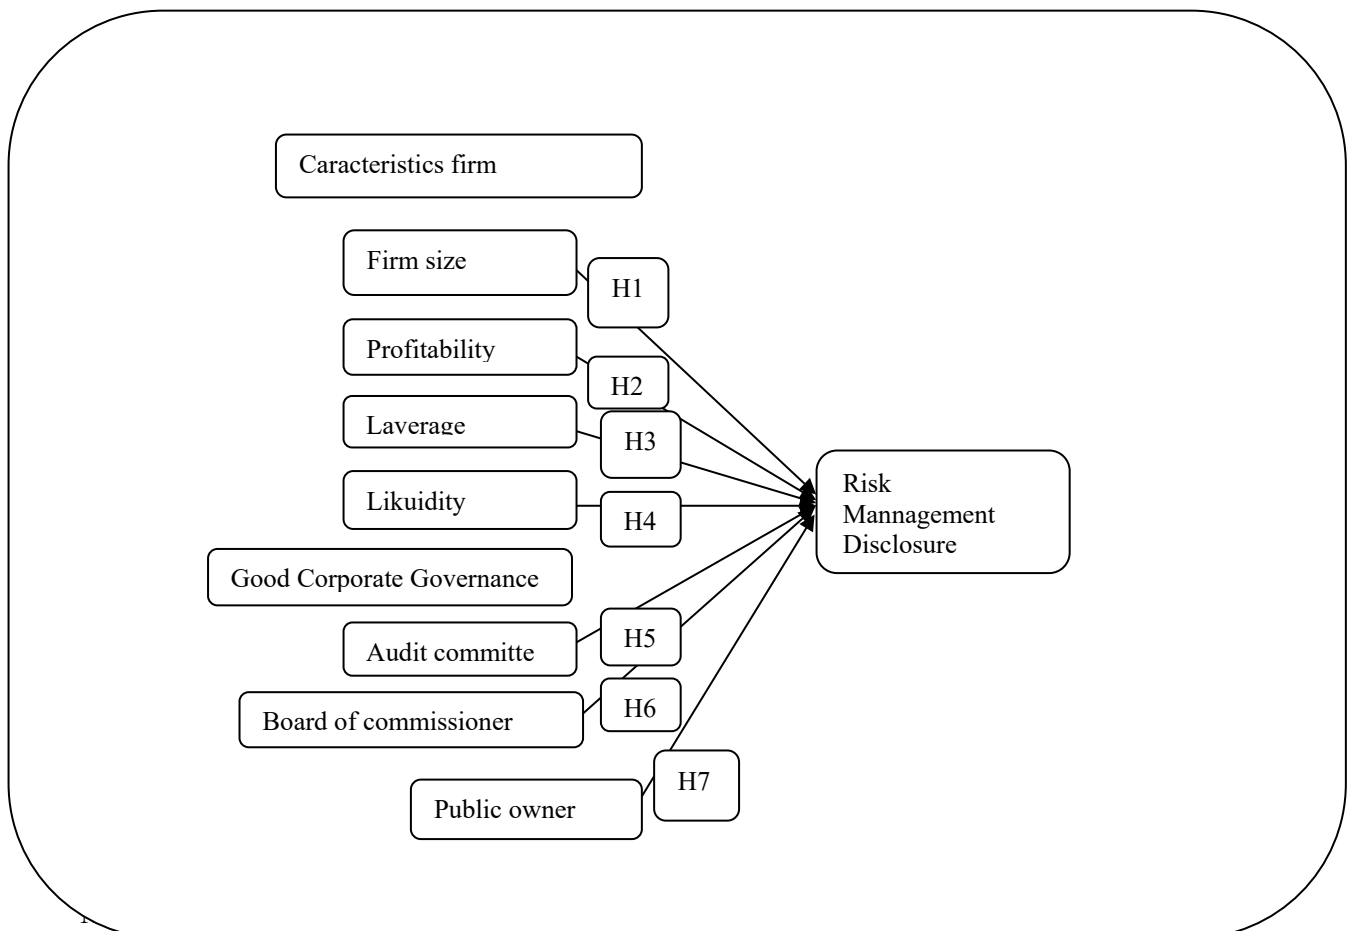 Caracteristics firm
Firm size
H1
Profitability
H2
Laverage
H3
Likuidity
H4
Risk
Mannagement
Disclosure
Good Corporate Governance
Audit committe
H5
Board of commissioner
H6
Public owner
H7